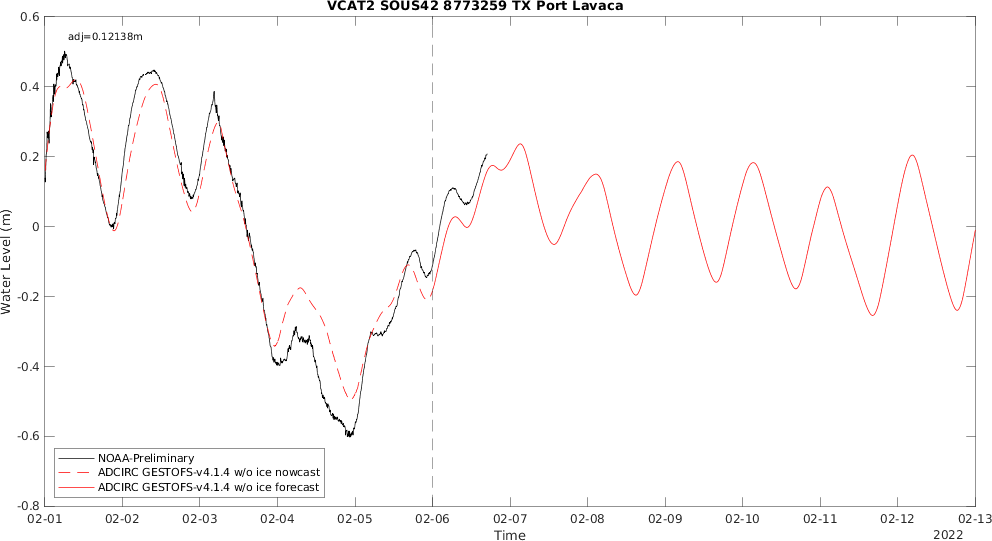 VCAT2 SOUS42 8773259 TX Port Lavaca
adj=0.12138m
0.6
0.4
0.2
0
-0.2
-0.4
-0.6
-0.8
Water Level (m)
NOAA-Preliminary
ADCIRC GESTOFS-v4.1.4 w/o ice nowcast
ADCIRC GESTOFS-v4.1.4 w/o ice forecast
02-01 02-02 02-03 02-04 02-05 02-06 02-07 02-08 02-09 02-10 02-11 02-12 02-13
Time
2022